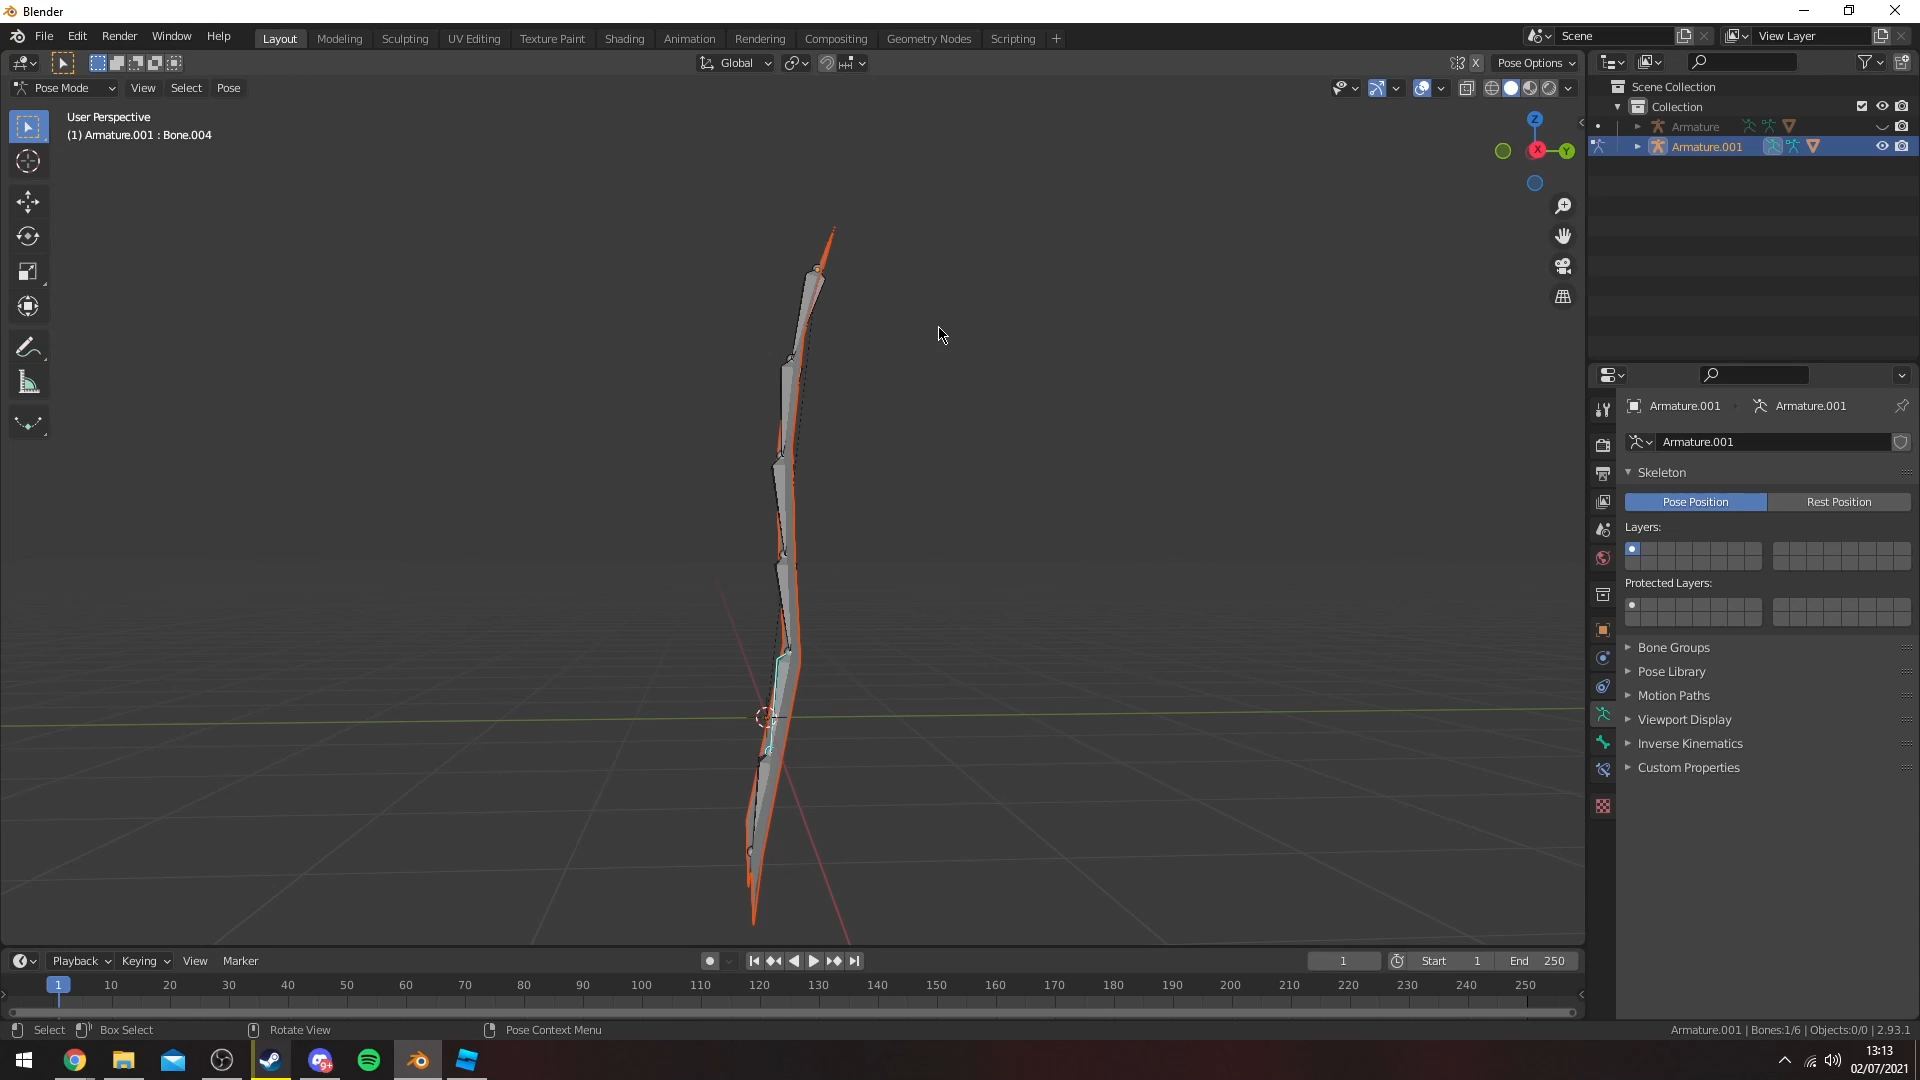 Blender
File Edit Render Window Help Layout Modeling Sculpting UV Editing Texture Paint Shading Animation Rendering Compositing Geometry Nodes Scripting + Scene View Layer
Global X Pose Options
Pose Mode View Select Pose
User Perspective
(1) Armature.001 : Bone.004
Z
X
Y
Scene Collection
Collection
Armature
Armature.001
Armature.001 Armature.001
Armature.001
Skeleton
Pose Position Rest Position
Layers:
Protected Layers:
Bone Groups
Pose Library
Motion Paths
Viewport Display
Inverse Kinematics
Custom Properties
Playback Keying View Marker 1 Start 1 End 250
1 10 20 30 40 50 60 70 80 90 100 110 120 130 140 150 160 170 180 190 200 210 220 230 240 250
Select Box Select Rotate View Pose Context Menu Armature.001 | Bones:1/6 | Objects:0/0 | 2.93.1
9+
13:13
02/07/2021